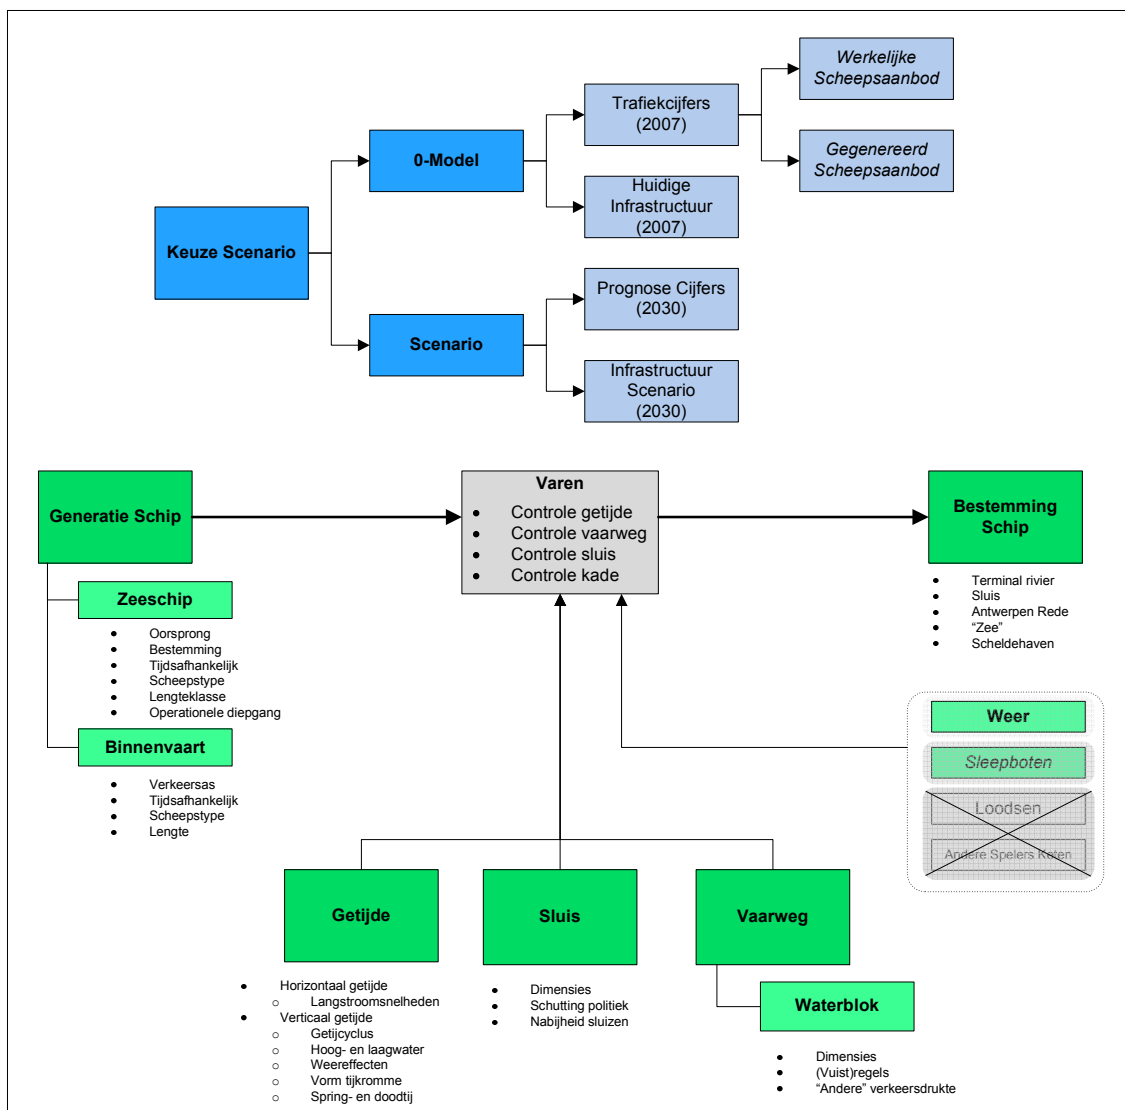 Werkelijke
Scheepsaanbod
Trafiekcijfers
(2007)
0-Model
Gegenereerd
Scheepsaanbod
Huidige
Infrastructuur
(2007)
Keuze Scenario
Prognose Cijfers
(2030)
Scenario
Infrastructuur
Scenario
(2030)
Generatie Schip
Varen
• Controle getijde
• Controle vaarweg
• Controle sluis
• Controle kade
Bestemming
Schip
• Terminal rivier
• Sluis
• Antwerpen Rede
• “Zee”
• Scheldehaven
Zeeschip
• Oorsprong
• Bestemming
• Tijdsafhankelijk
• Scheepstype
• Lengteklasse
• Operationele diepgang
Binnenvaart
• Verkeersas
• Tijdsafhankelijk
• Scheepstype
• Lengte
Weer
Sleepboten
Loodsen
Andere Spelers Keten
Getijde
• Horizontaal getijde
o Langstroomsnelheden
• Verticaal getijde
o Getijcyclus
o Hoog- en laagwater
o Weereffecten
o Vorm tijkromme
o Spring- en doodtij
Sluis
• Dimensies
• Schutting politiek
• Nabijheid sluizen
Vaarweg
Waterblok
• Dimensies
• (Vuist)regels
• “Andere” verkeersdrukte